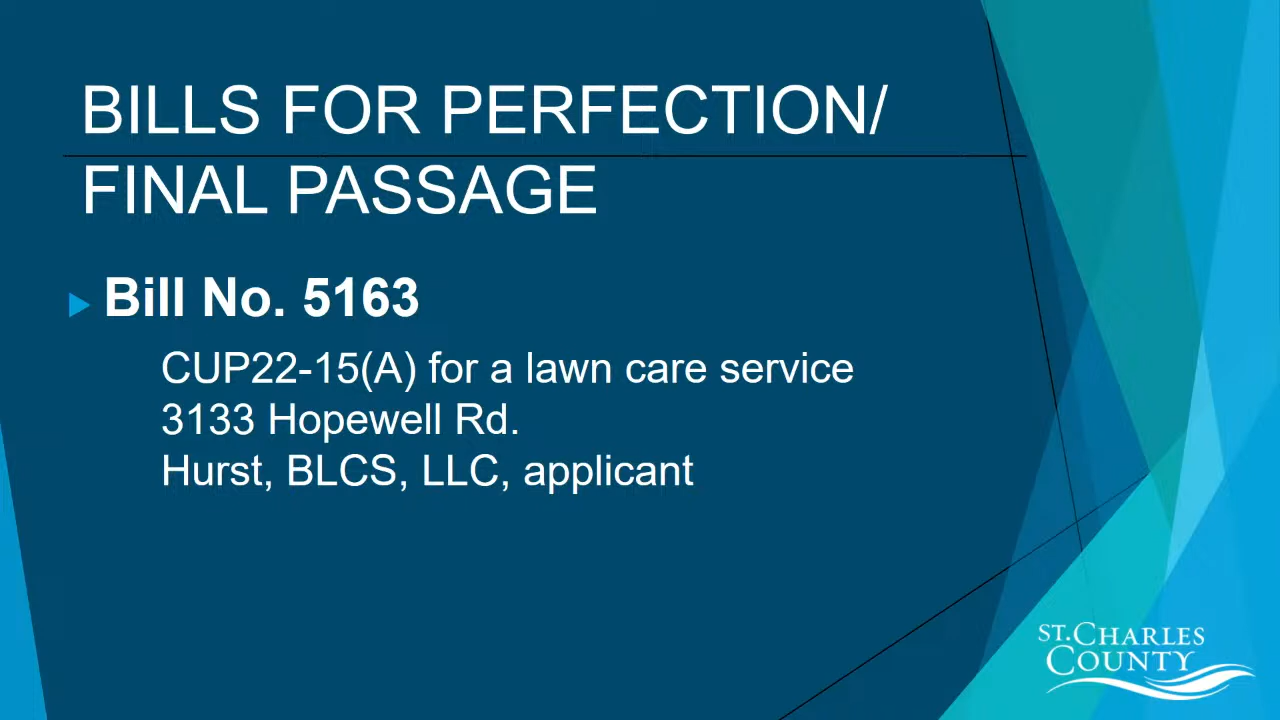 BILLS FOR PERFECTION/
FINAL PASSAGE
Bill No. 5163
CUP22-15(A) for a lawn care service
3133 Hopewell Rd.
Hurst, BLCS, LLC, applicant
ST. CHARLES
COUNTY